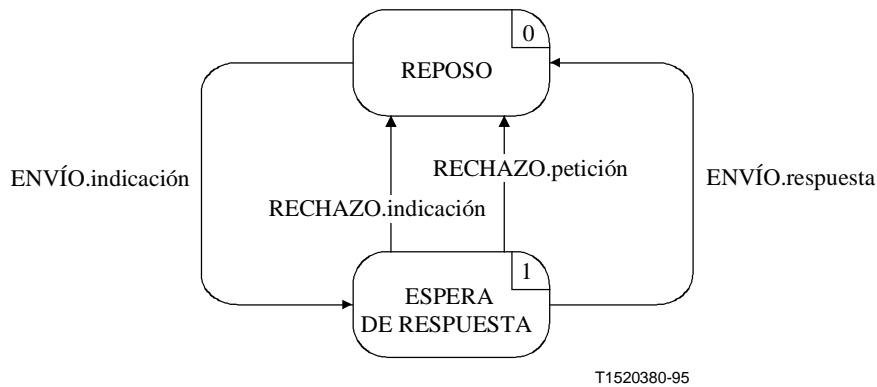 0
REPOSO
RECHAZO.petición
ENVÍO.indicación
ENVÍO.respuesta
RECHAZO.indicación
1
ESPERA
DE RESPUESTA
T1520380-95